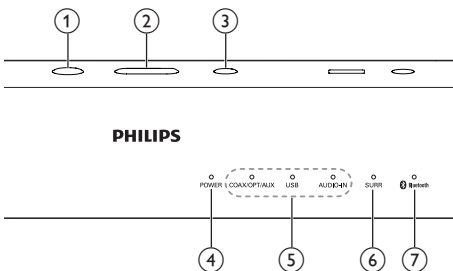 1 2 3
PHILIPS
POWER COAX/OPT/AUX USB AUDIO-IN SURR Bluetooth
4 5 6 7